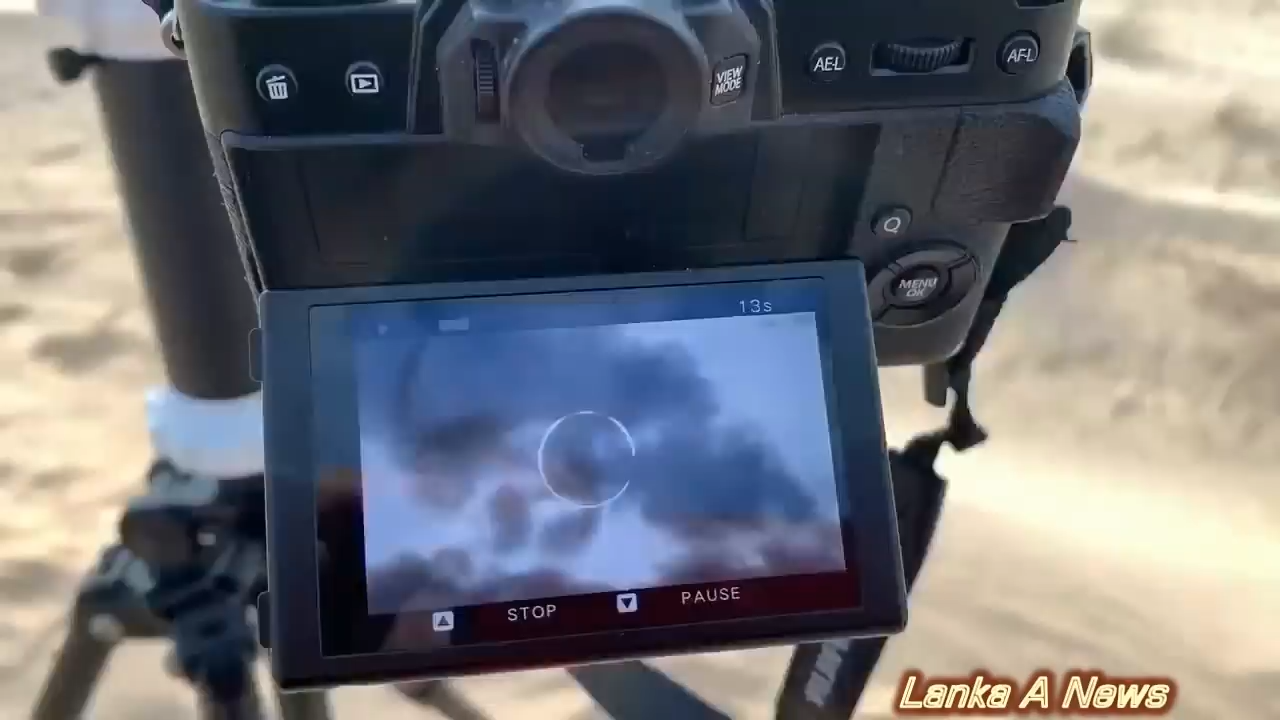 VIEW
MODE
AE-L
AF-L
Q
MENU
OK
13s
STOP
PAUSE
Lanka A News